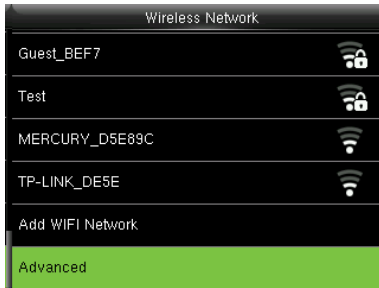 Wireless Network
Guest_BEF7
Test
MERCURY_D5E89C
TP-LINK_DE5E
Add WIFI Network
Advanced